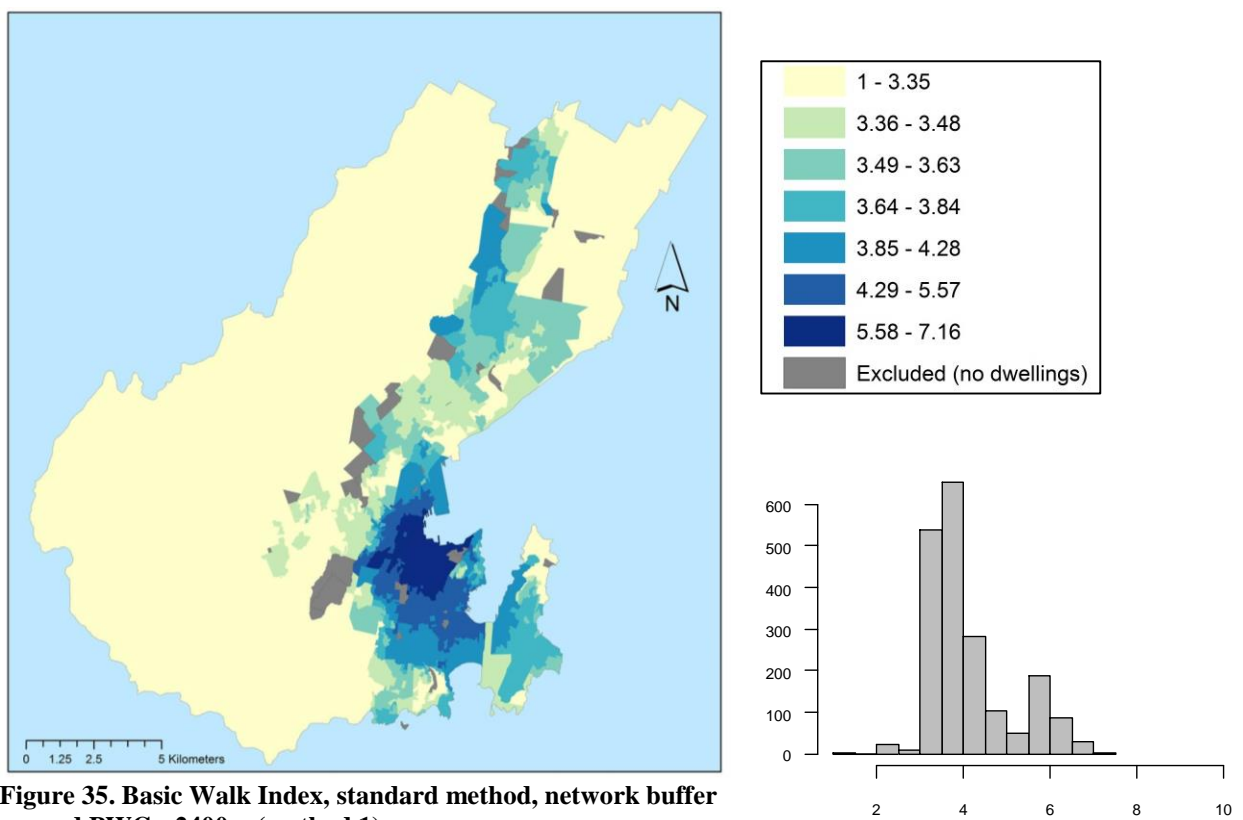 1 - 3.35
3.36 - 3.48
3.49 - 3.63
3.64 - 3.84
3.85 - 4.28
4.29 - 5.57
5.58 - 7.16
Excluded (no dwellings)
N
0 1.25 2.5 5 Kilometers
600
500
400
300
200
100
0
2 4 6 8 10
Figure 35. Basic Walk Index, standard method, network buffer